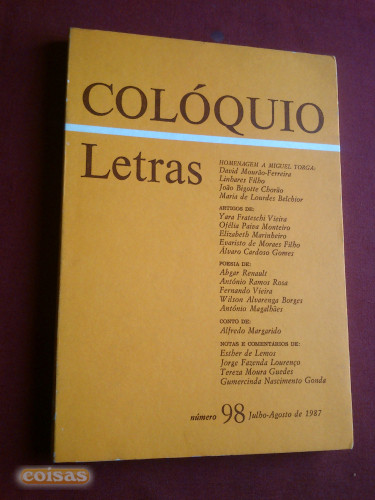 COLÓQUIO
Letras
HOMENAGEM A MIGUEL TORGA:
David Mourão-Ferreira
Linhares Filho
João Bigotte Chorão
Maria de Lourdes Belchior
ARTIGOS DE:
Yara Frateschi Vieira
Ofélia Paiva Monteiro
Elizabeth Marinheiro
Evaristo de Moraes Filho
Álvaro Cardoso Gomes
POESIA DE:
Abgar Renault
António Ramos Rosa
Fernando Vieira
Wilson Alvarenga Borges
António Magalhães
CONTO DE:
Alfredo Margarido
NOTAS E COMENTÁRIOS DE:
Esther de Lemos
Jorge Fazenda Lourenço
Tereza Moura Guedes
Gumercinda Nascimento Gonda
número 98 Julho-Agosto de 1987
coisas